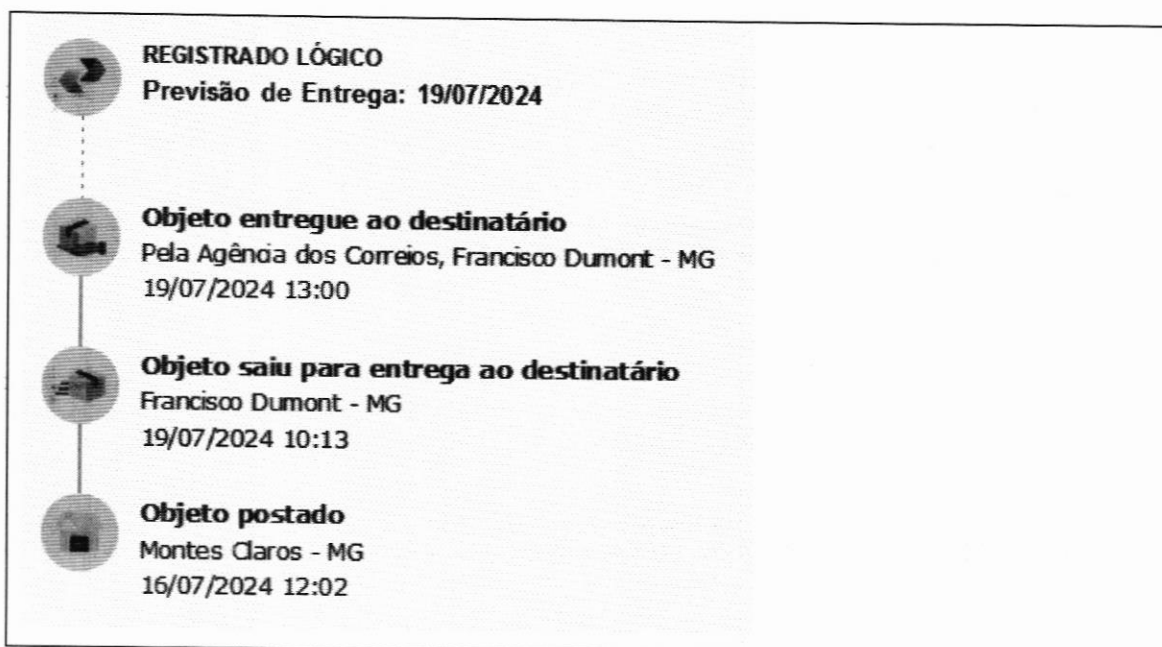 REGISTRADO LÓGICO
Previsão de Entrega: 19/07/2024
Objeto entregue ao destinatário
Pela Agência dos Correios, Francisco Dumont - MG
19/07/2024 13:00
Objeto saiu para entrega ao destinatário
Francisco Dumont - MG
19/07/2024 10:13
Objeto postado
Montes Claros - MG
16/07/2024 12:02